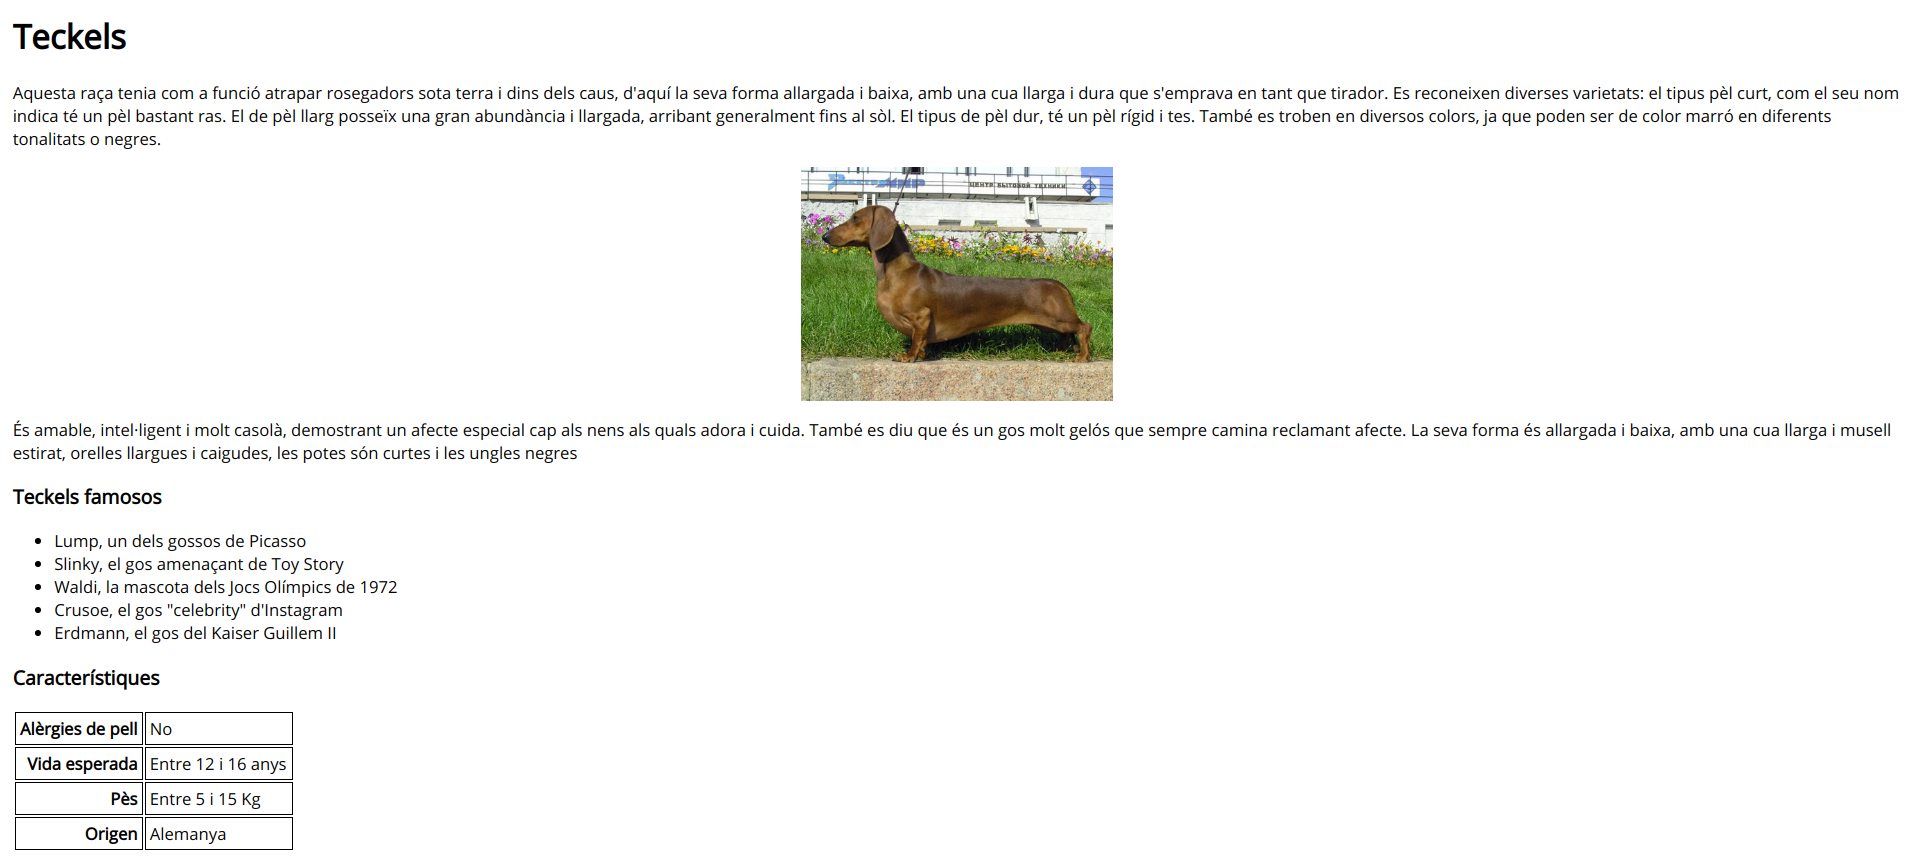 Teckels
Aquesta raça tenia com a funció atrapar rosegadors sota terra i dins dels caus, d'aquí la seva forma allargada i baixa, amb una cua llarga i dura que s'emprava en tant que tirador. Es reconeixen diverses varietats: el tipus pèl curt, com el seu nom
indica té un pèl bastant ras. El de pèl llarg posseïx una gran abundància i llargada, arribant generalment fins al sòl. El tipus de pèl dur, té un pèl rígid i tes. També es troben en diversos colors, ja que poden ser de color marró en diferents
tonalitats o negres.
ЦЕНТР БЫТОВОЙ ТЕХНИКИ
És amable, intel·ligent i molt casolà, demostrant un afecte especial cap als nens als quals adora i cuida. També es diu que és un gos molt gelós que sempre camina reclamant afecte. La seva forma és allargada i baixa, amb una cua llarga i musell
estirat, orelles llargues i caigudes, les potes són curtes i les ungles negres
Teckels famosos
• Lump, un dels gossos de Picasso
• Slinky, el gos amenaçant de Toy Story
• Waldi, la mascota dels Jocs Olímpics de 1972
• Crusoe, el gos "celebrity" d'Instagram
• Erdmann, el gos del Kaiser Guillem II
Característiques
Alèrgies de pell No
Vida esperada Entre 12 i 16 anys
Pès Entre 5 i 15 Kg
Origen Alemanya